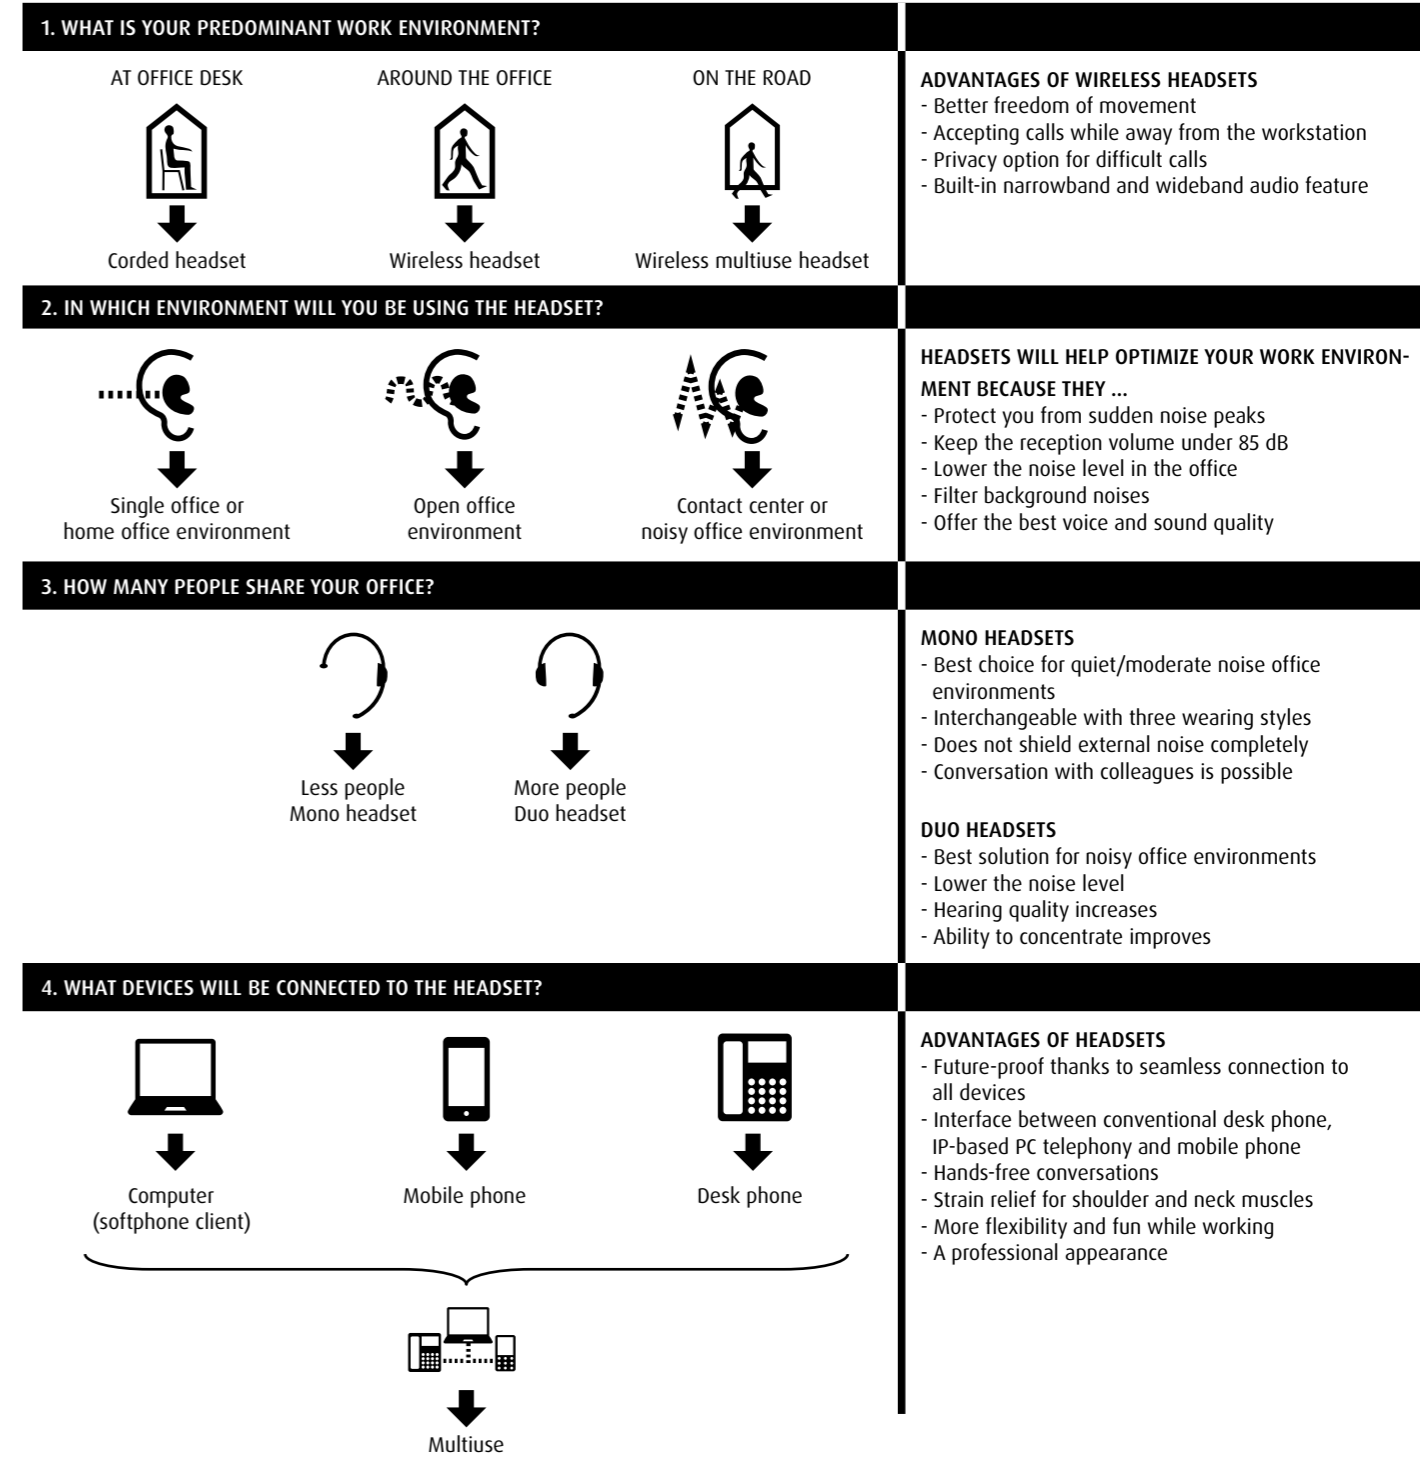 1. WHAT IS YOUR PREDOMINANT WORK ENVIRONMENT?
AT OFFICE DESK
AROUND THE OFFICE
ON THE ROAD
Corded headset
Wireless headset
Wireless multiuse headset
ADVANTAGES OF WIRELESS HEADSETS
- Better freedom of movement
- Accepting calls while away from the workstation
- Privacy option for difficult calls
- Built-in narrowband and wideband audio feature
2. IN WHICH ENVIRONMENT WILL YOU BE USING THE HEADSET?
Single office or
home office environment
Open office
environment
Contact center or
noisy office environment
HEADSETS WILL HELP OPTIMIZE YOUR WORK ENVIRON-
MENT BECAUSE THEY ...
- Protect you from sudden noise peaks
- Keep the reception volume under 85 dB
- Lower the noise level in the office
- Filter background noises
- Offer the best voice and sound quality
3. HOW MANY PEOPLE SHARE YOUR OFFICE?
Less people
Mono headset
More people
Duo headset
MONO HEADSETS
- Best choice for quiet/moderate noise office
environments
- Interchangeable with three wearing styles
- Does not shield external noise completely
- Conversation with colleagues is possible
DUO HEADSETS
- Best solution for noisy office environments
- Lower the noise level
- Hearing quality increases
- Ability to concentrate improves
4. WHAT DEVICES WILL BE CONNECTED TO THE HEADSET?
Computer
(softphone client)
Mobile phone
Desk phone
Multiuse
ADVANTAGES OF HEADSETS
- Future-proof thanks to seamless connection to
all devices
- Interface between conventional desk phone,
IP-based PC telephony and mobile phone
- Hands-free conversations
- Strain relief for shoulder and neck muscles
- More flexibility and fun while working
- A professional appearance